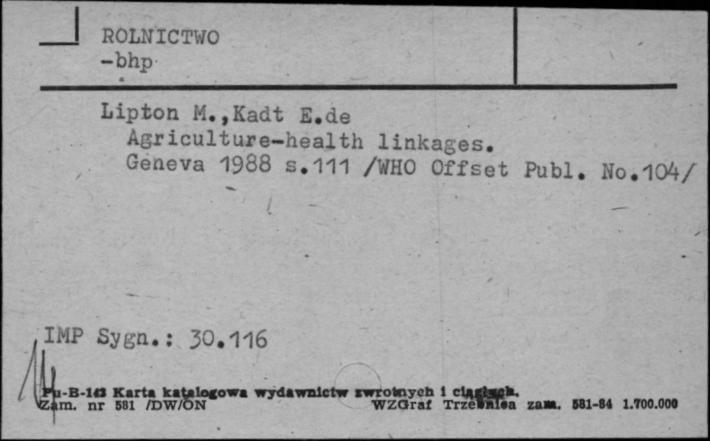 ROLNICTWO
-bhp
Lipton M.,Kadt E.de
Agriculture-health linkages.
Geneva 1988 s.111 /WHO Offset Publ. No.104/
IMP Sygn.: 30.116
Pu-B-143 Karta katalogowa wydawnictw zwrotnych i ciągłych.
Zam. nr 581 /DW/ON WZGraf Trzebnica zam. 581-84 1.700.000